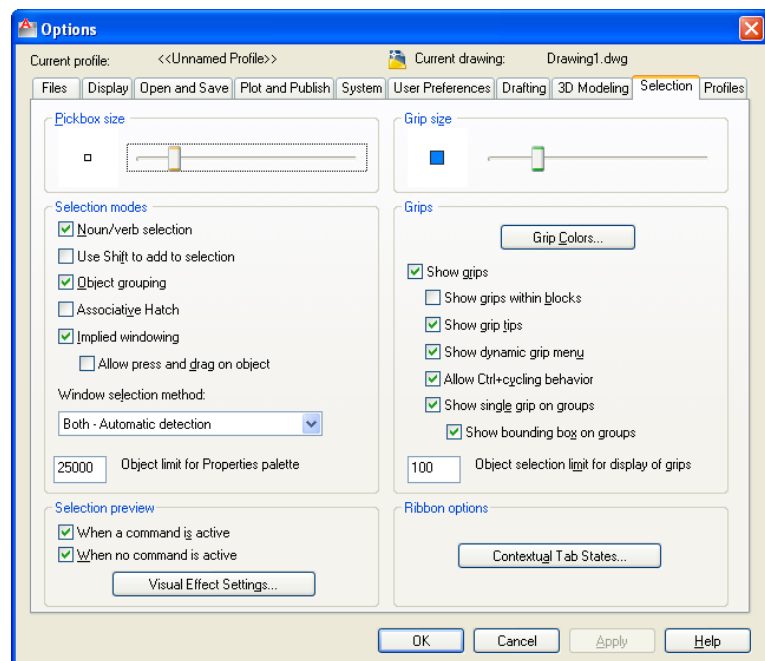 Options
Current profile: <<Unnamed Profile>> Current drawing: Drawing1.dwg
Files Display Open and Save Plot and Publish System User Preferences Drafting 3D Modeling Selection Profiles
Pickbox size
Selection modes
Noun/verb selection
Use Shift to add to selection
Object grouping
Associative Hatch
Implied windowing
Allow press and drag on object
Window selection method:
Both - Automatic detection
25000 Object limit for Properties palette
Selection preview
When a command is active
When no command is active
Visual Effect Settings...
Grip size
Grips
Grip Colors...
Show grips
Show grips within blocks
Show grip tips
Show dynamic grip menu
Allow Ctrl+cycling behavior
Show single grip on groups
Show bounding box on groups
100 Object selection limit for display of grips
Ribbon options
Contextual Tab States...
OK Cancel Apply Help